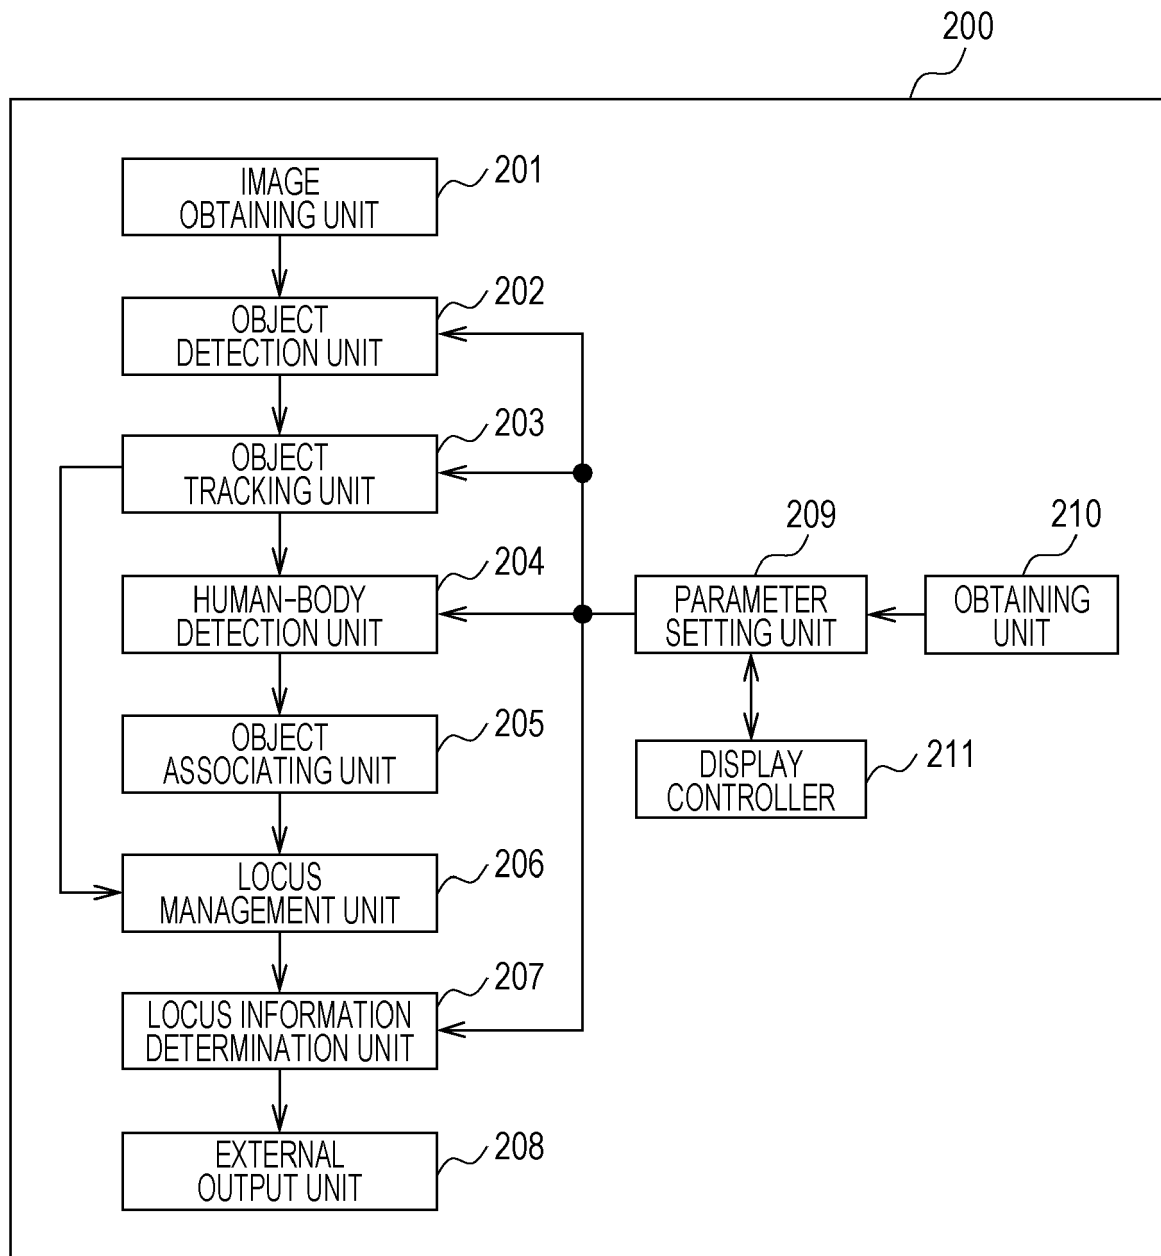 200
IMAGE
OBTAINING UNIT
201
OBJECT
DETECTION UNIT
202
OBJECT
TRACKING UNIT
203
HUMAN-BODY
DETECTION UNIT
204
PARAMETER
SETTING UNIT
209
OBTAINING
UNIT
210
OBJECT
ASSOCIATING UNIT
205
DISPLAY
CONTROLLER
211
LOCUS
MANAGEMENT UNIT
206
LOCUS INFORMATION
DETERMINATION UNIT
207
EXTERNAL
OUTPUT UNIT
208